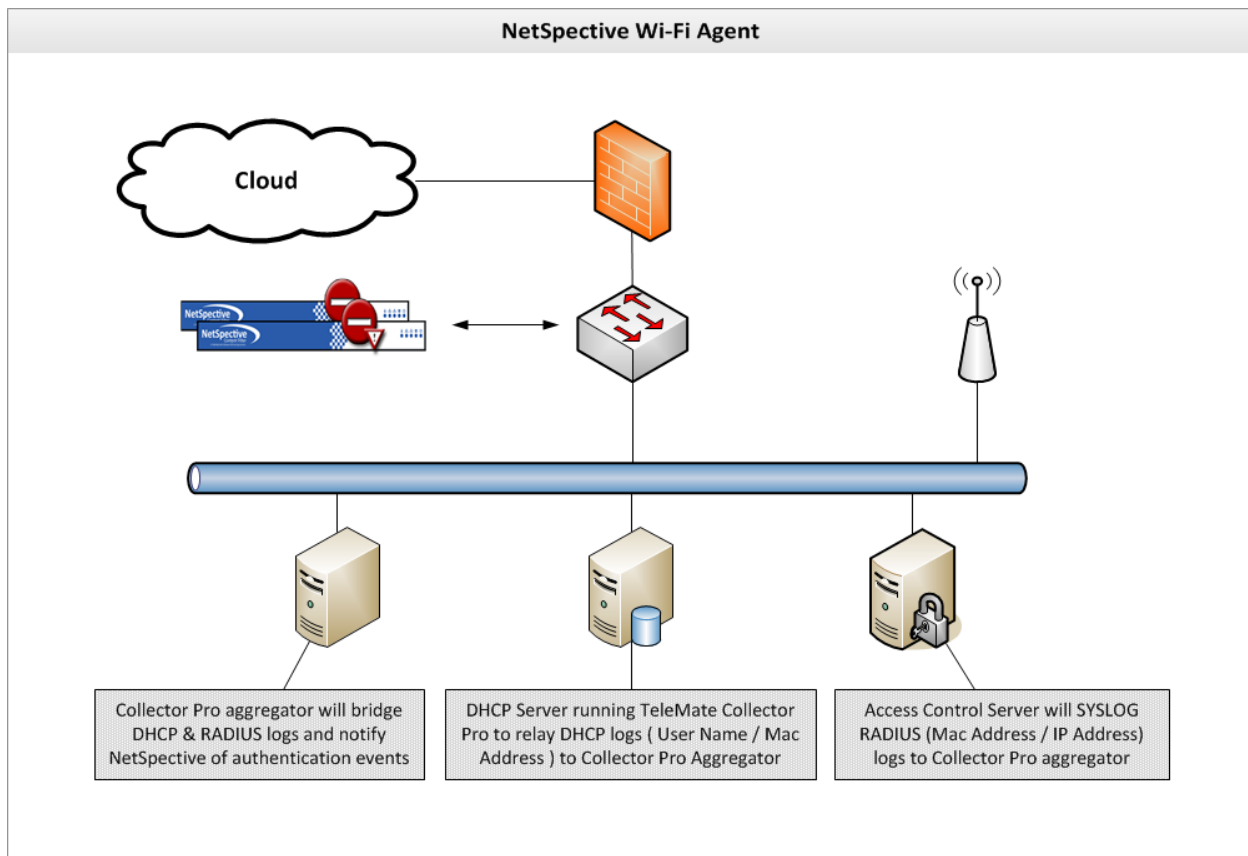 NetSpective Wi-Fi Agent
Cloud
NetSpective
NetSpective
Collector Pro aggregator will bridge
DHCP & RADIUS logs and notify
NetSpective of authentication events
DHCP Server running TeleMate Collector
Pro to relay DHCP logs ( User Name / Mac
Address ) to Collector Pro Aggregator
Access Control Server will SYSLOG
RADIUS (Mac Address / IP Address)
logs to Collector Pro aggregator